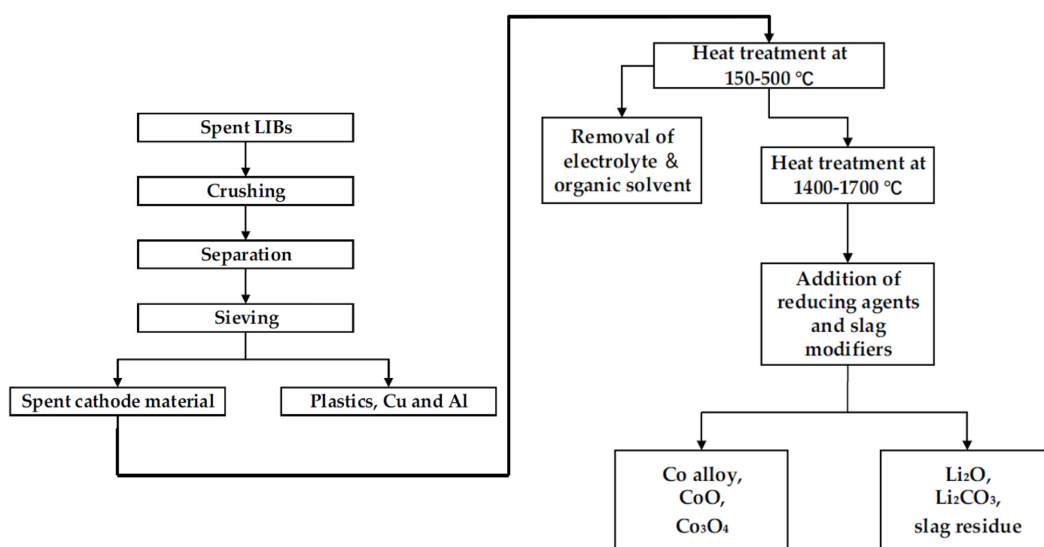 Spent LIBs
Crushing
Separation
Sieving
Spent cathode material
Plastics, Cu and Al
Heat treatment at
150-500 ℃
Removal of
electrolyte &
organic solvent
Heat treatment at
1400-1700 ℃
Addition of
reducing agents
and slag
modifiers
Co alloy,
CoO,
Co₃O₄
Li₂O,
Li₂CO₃,
slag residue